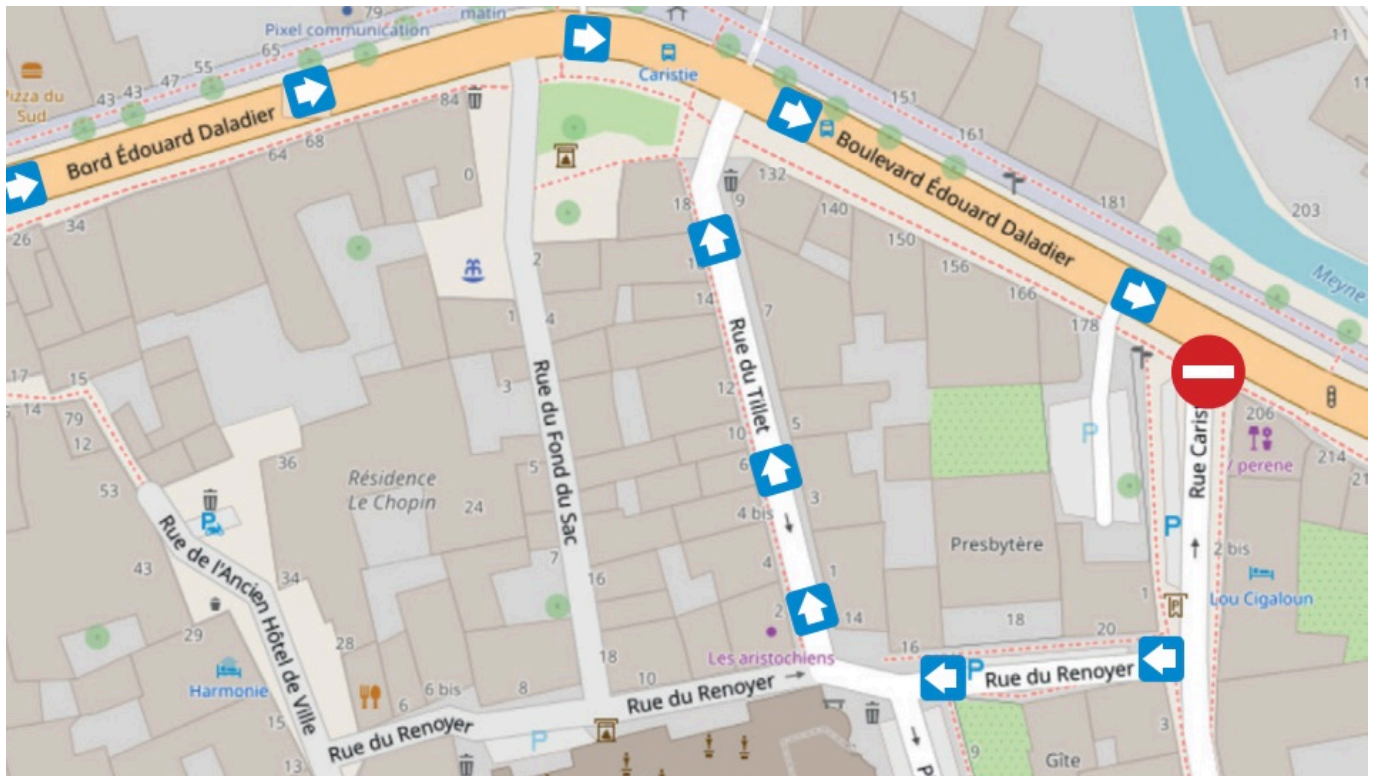 79
matin
Pixel communication
65
55
47
43
43
Pizza du
Sud
Caristie
84
Bord Édouard Daladier
68
64
151
161
Boulevard Édouard Daladier
181
203
11
Meyne
0
132
9
18
140
150
156
166
178
34
26
2
1
4
14
7
Rue du Fond du Sac
Rue du Tillet
3
12
5
10
6
3
4 bis
4
1
2
14
17
15
14
79
12
53
36
Résidence
Le Chopin
24
5
7
16
18
Rue de l'Ancien Hôtel de Ville
43
34
29
28
Harmonie
15
13
P
P
Presbytère
P
2 bis
1
Lou Cigaloun
206
perene
214
Rue Caris
18
20
16
Les aristochiens
P
Rue du Renoyer
10
Rue du Renoyer
8
6 bis
6
Rue du Renoyer
P
P
9
Gîte
3